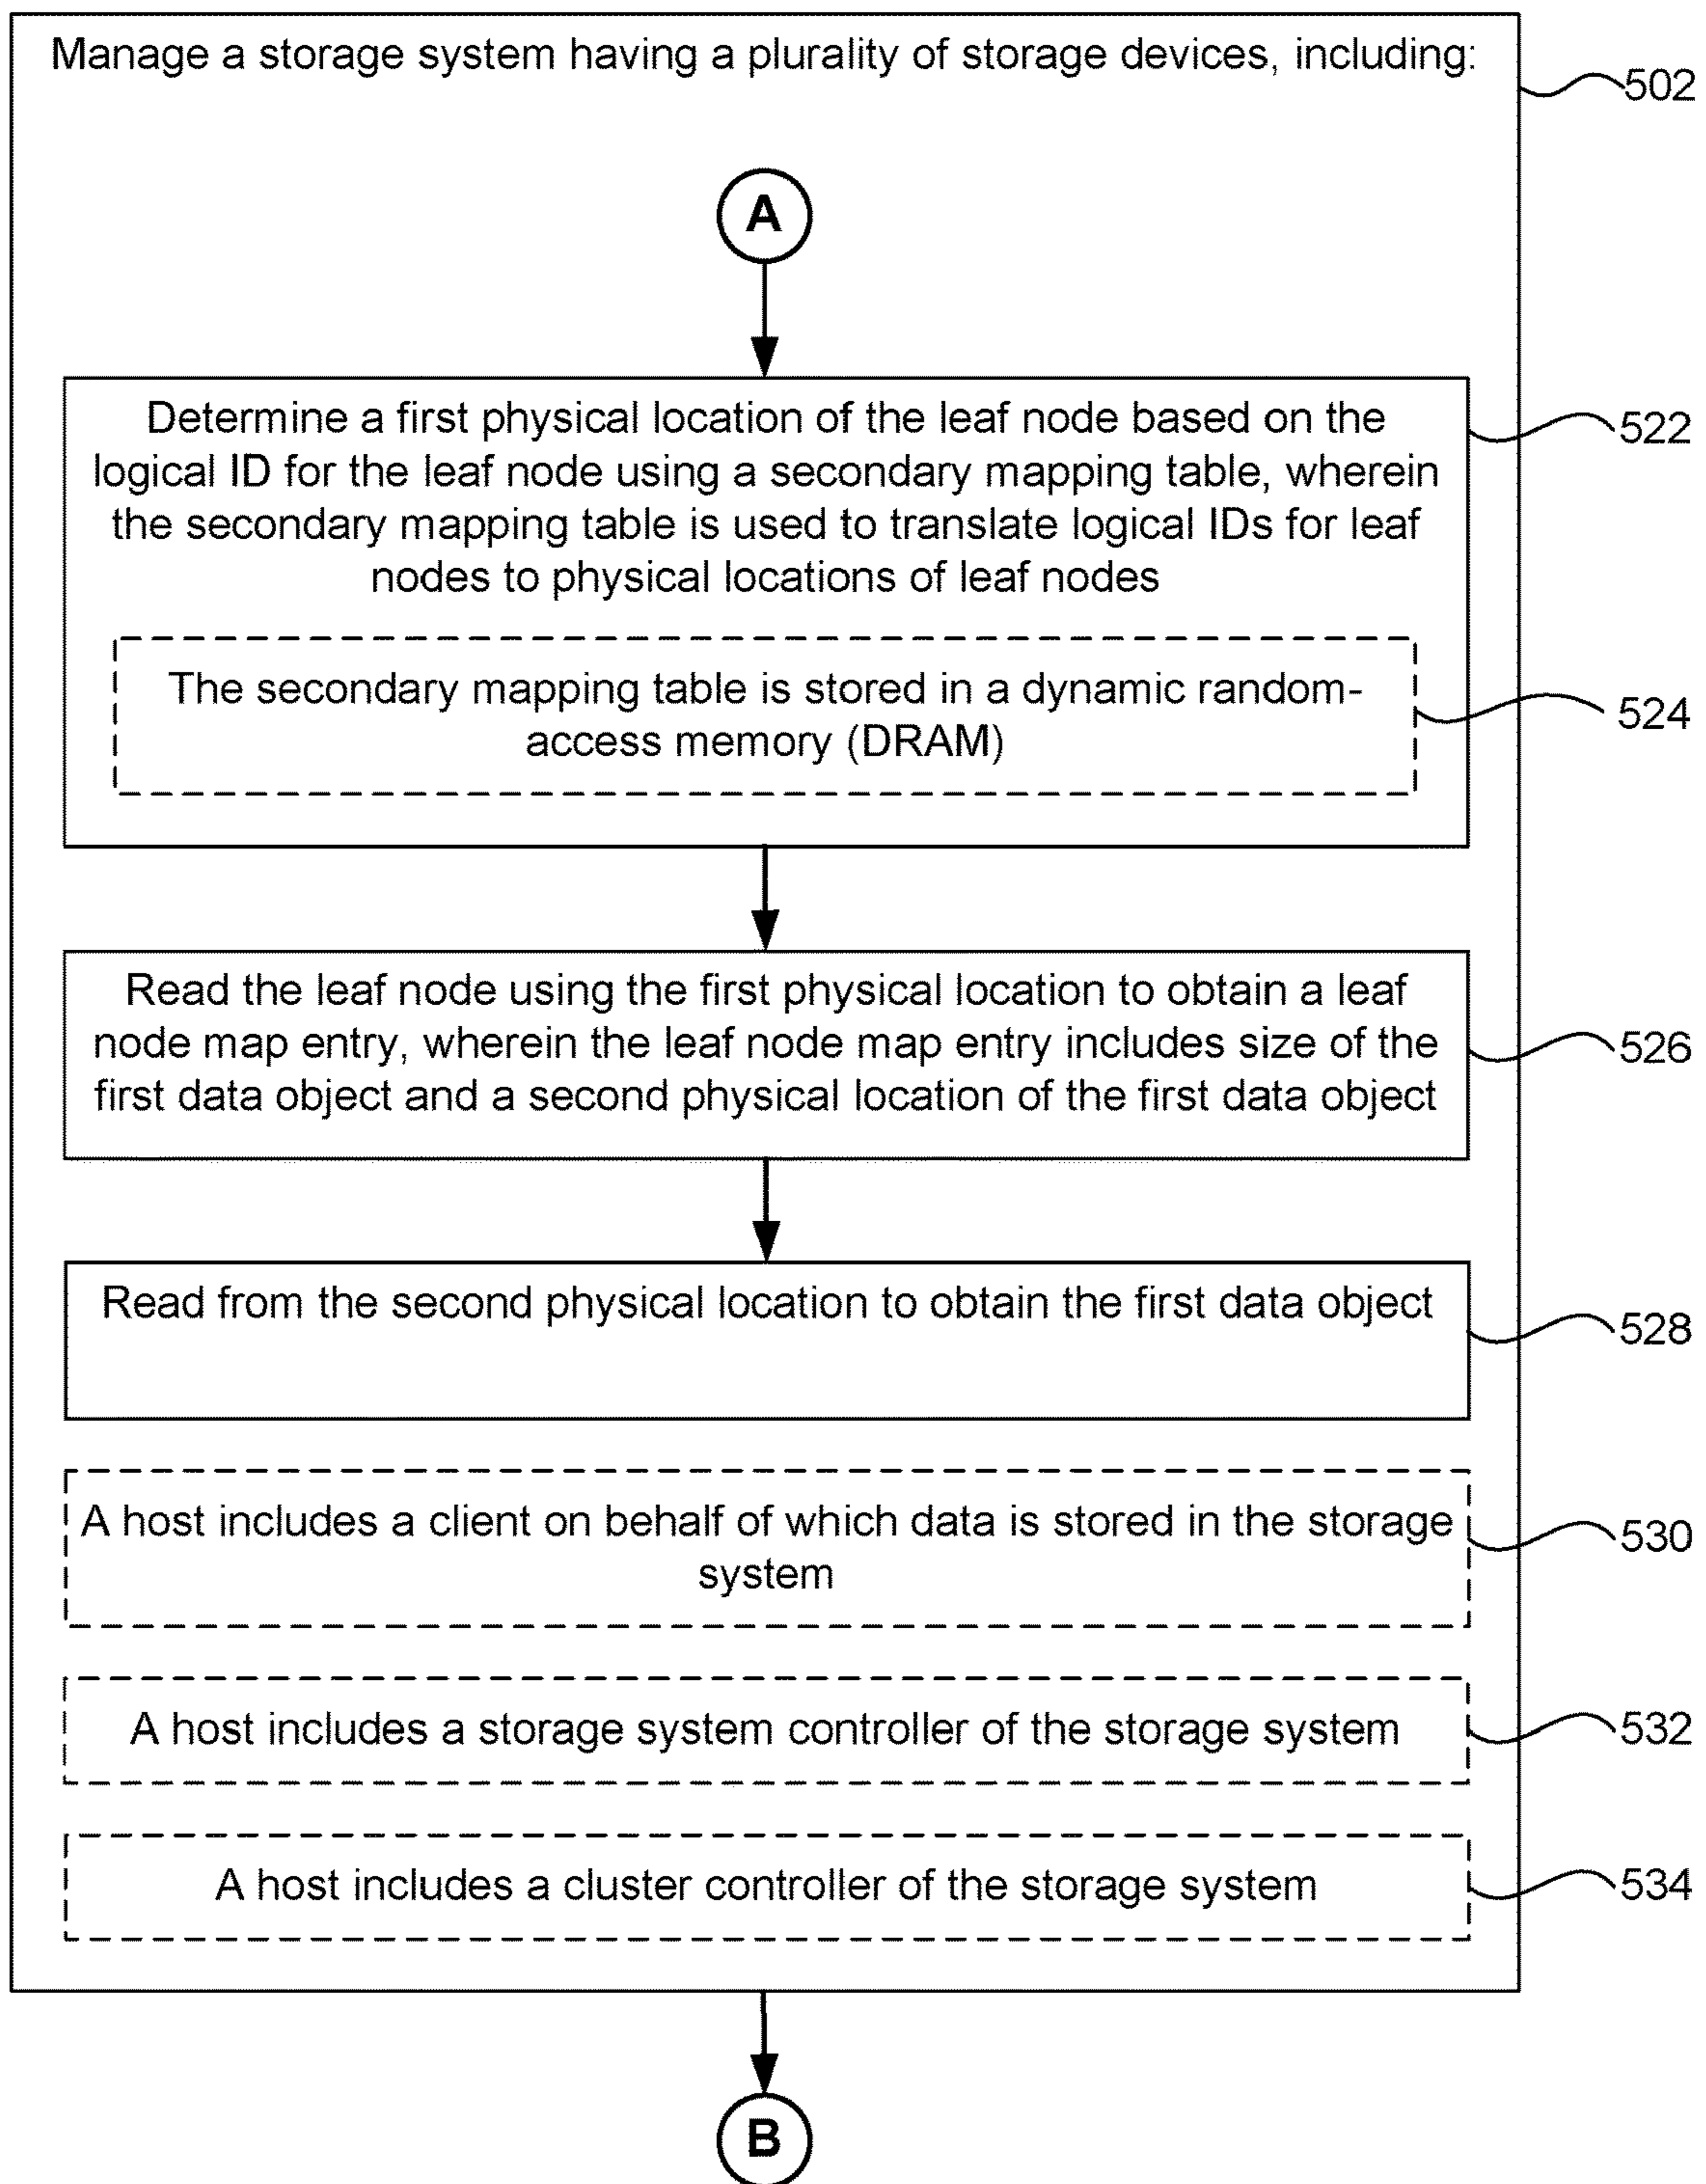 Manage a storage system having a plurality of storage devices, including:
502
A
Determine a first physical location of the leaf node based on the
logical ID for the leaf node using a secondary mapping table, wherein
the secondary mapping table is used to translate logical IDs for leaf
nodes to physical locations of leaf nodes
522
The secondary mapping table is stored in a dynamic random-
access memory (DRAM)
524
Read the leaf node using the first physical location to obtain a leaf
node map entry, wherein the leaf node map entry includes size of the
first data object and a second physical location of the first data object
526
Read from the second physical location to obtain the first data object
528
A host includes a client on behalf of which data is stored in the storage
system
530
A host includes a storage system controller of the storage system
532
A host includes a cluster controller of the storage system
534
B